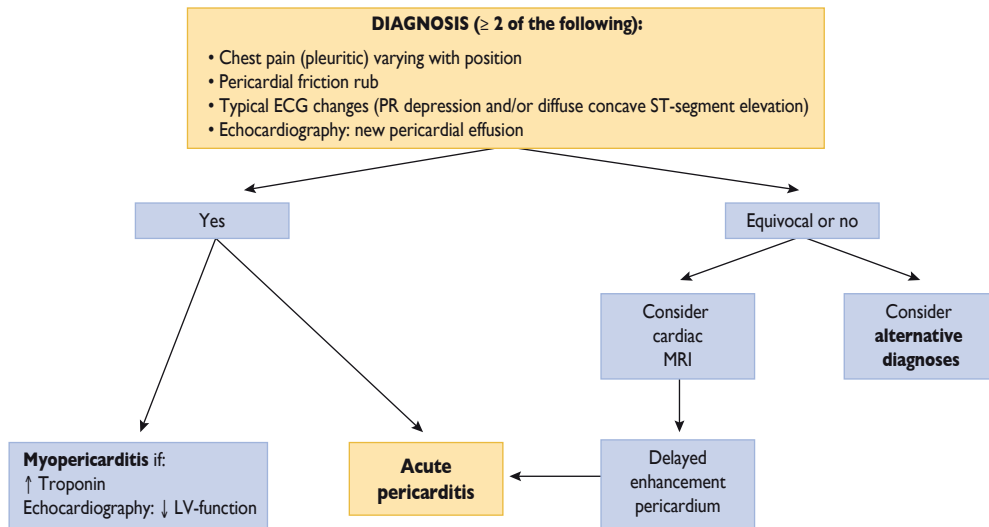 DIAGNOSIS (≥ 2 of the following):
• Chest pain (pleuritic) varying with position
• Pericardial friction rub
• Typical ECG changes (PR depression and/or diffuse concave ST-segment elevation)
• Echocardiography: new pericardial effusion
Yes
Equivocal or no
Consider
cardiac
MRI
Consider
alternative
diagnoses
Myopericarditis if:
↑ Troponin
Echocardiography: ↓ LV-function
Acute
pericarditis
Delayed
enhancement
pericardium